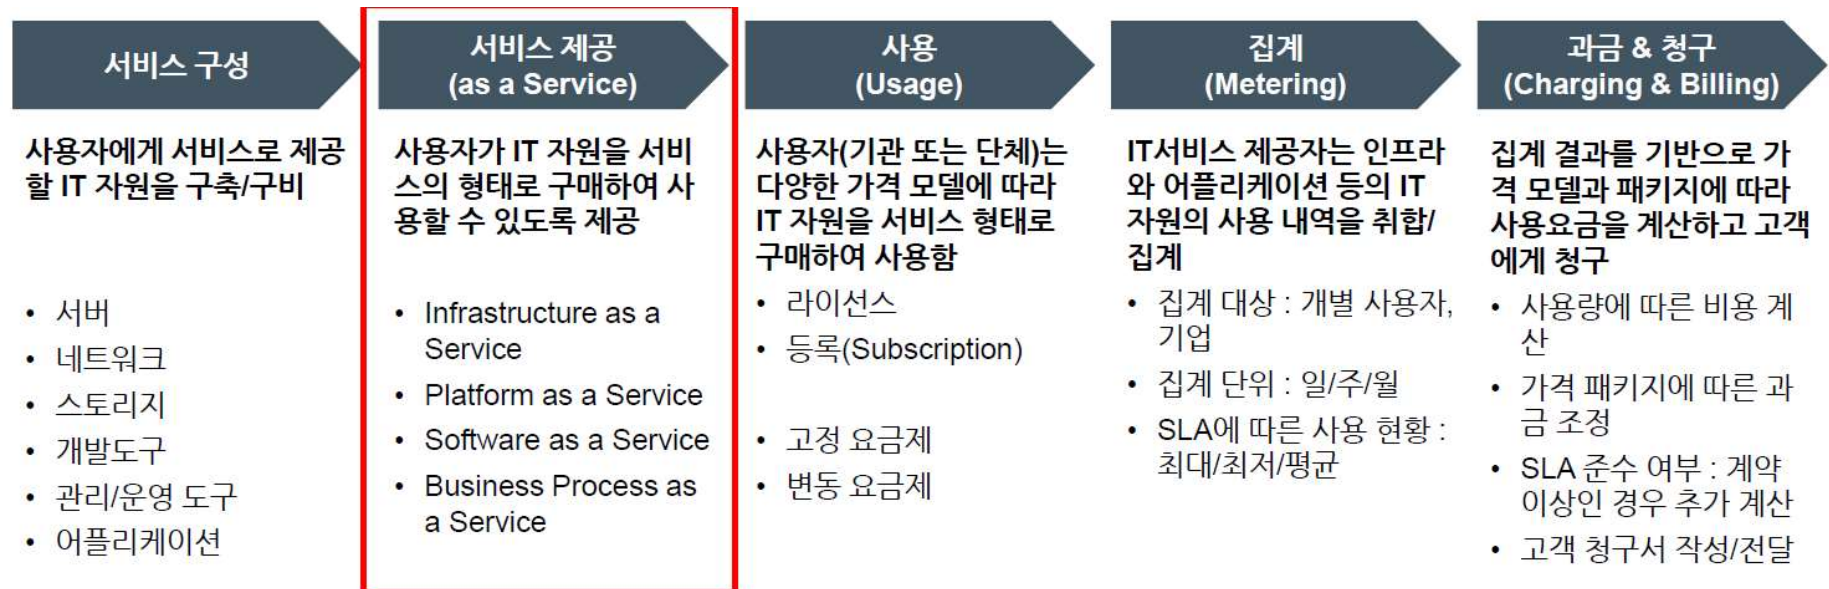 서비스 구성
사용자에게 서비스로 제공
할 IT 자원을 구축/구비
• 서버
• 네트워크
• 스토리지
• 개발도구
• 관리/운영 도구
• 어플리케이션
서비스 제공
(as a Service)
사용자가 IT 자원을 서비
스의 형태로 구매하여 사
용할 수 있도록 제공
• Infrastructure as a
Service
• Platform as a Service
• Software as a Service
• Business Process as
a Service
사용
(Usage)
사용자(기관 또는 단체)는
다양한 가격 모델에 따라
IT 자원을 서비스 형태로
구매하여 사용함
• 라이선스
• 등록(Subscription)
• 고정 요금제
• 변동 요금제
집계
(Metering)
IT서비스 제공자는 인프라
와 어플리케이션 등의 IT
자원의 사용 내역을 취합/
집계
• 집계 대상 : 개별 사용자,
기업
• 집계 단위 : 일/주/월
• SLA에 따른 사용 현황 :
최대/최저/평균
과금 & 청구
(Charging & Billing)
집계 결과를 기반으로 가
격 모델과 패키지에 따라
사용요금을 계산하고 고객
에게 청구
• 사용량에 따른 비용 계
산
• 가격 패키지에 따른 과
금 조정
• SLA 준수 여부 : 계약
이상인 경우 추가 계산
• 고객 청구서 작성/전달